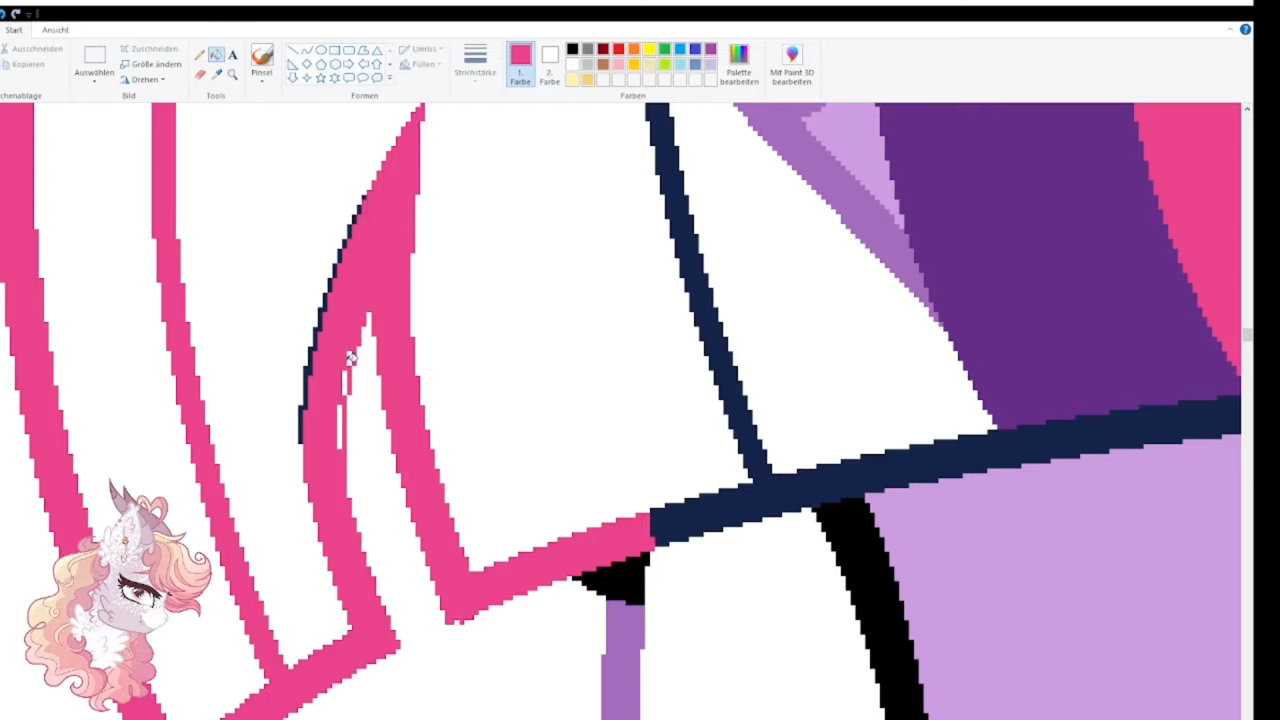 Start Ansicht
Ausschneiden
Kopieren
Auswählen
Zuschneiden
Größe ändern
Drehen
A
Pinsel
Umriss
Füllen
Strichstärke
1.
Farbe
2.
Farbe
Palette
bearbeiten
Mit Paint 3D
bearbeiten
chenablage
Bild
Tools
Formen
Farben